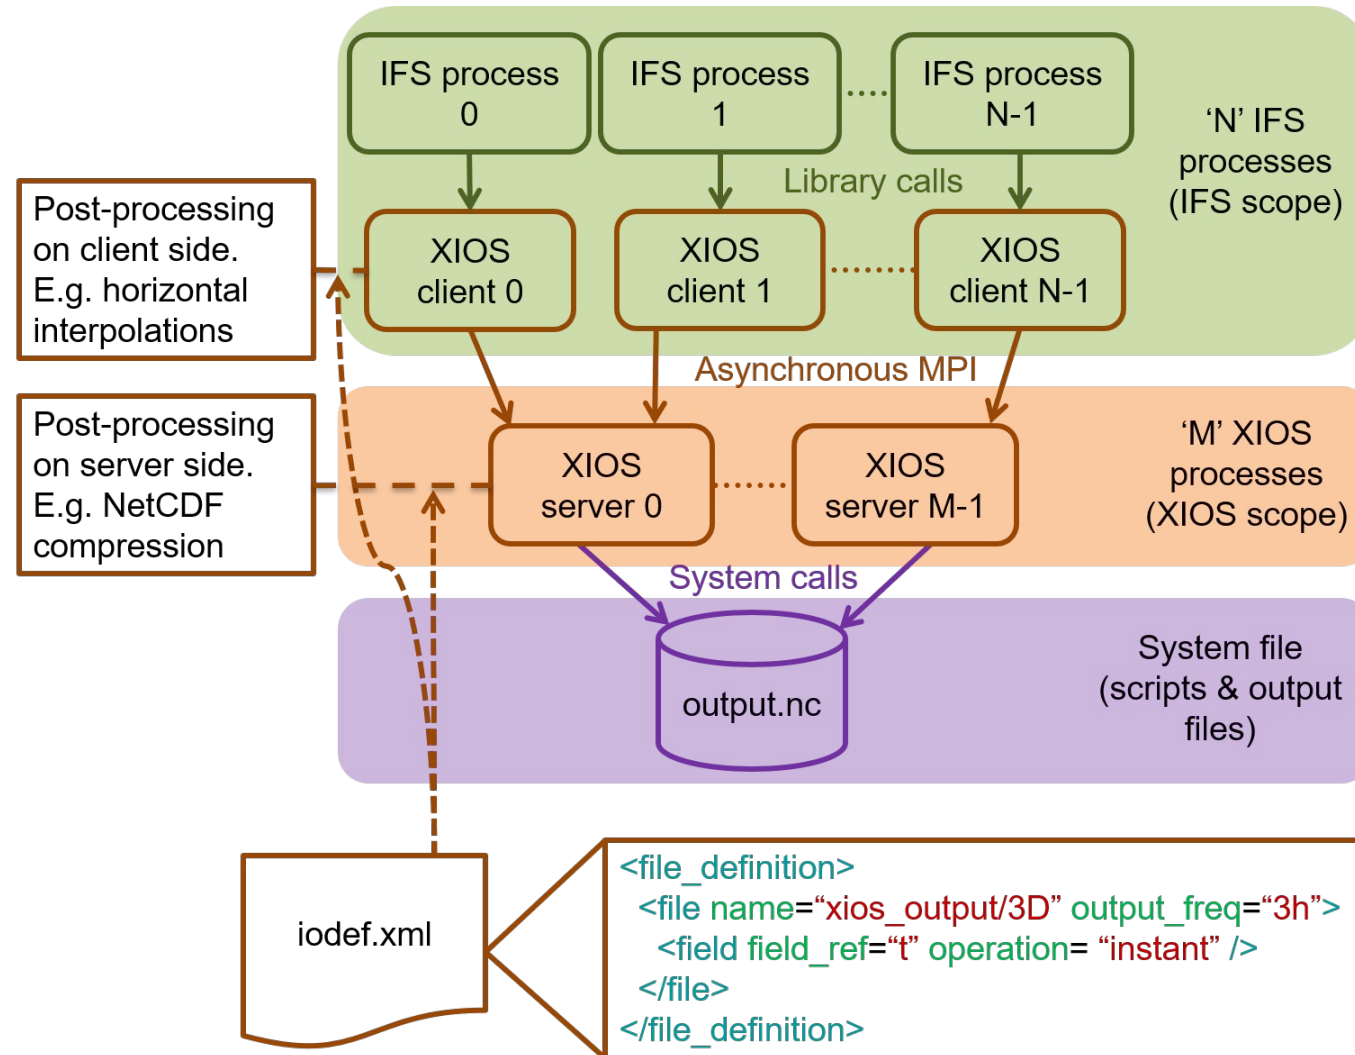 IFS process
0
IFS process
1
IFS process
N-1
‘N’ IFS
processes
(IFS scope)
Library calls
Post-processing
on client side.
E.g. horizontal
interpolations
XIOS
client 0
XIOS
client 1
XIOS
client N-1
Asynchronous MPI
Post-processing
on server side.
E.g. NetCDF
compression
XIOS
server 0
XIOS
server M-1
‘M’ XIOS
processes
(XIOS scope)
System calls
output.nc
System file
(scripts & output
files)
iodef.xml
<file_definition>
<file name=“xios_output/3D” output_freq=“3h”>
<field field_ref=“t” operation= “instant” />
</file>
</file_definition>